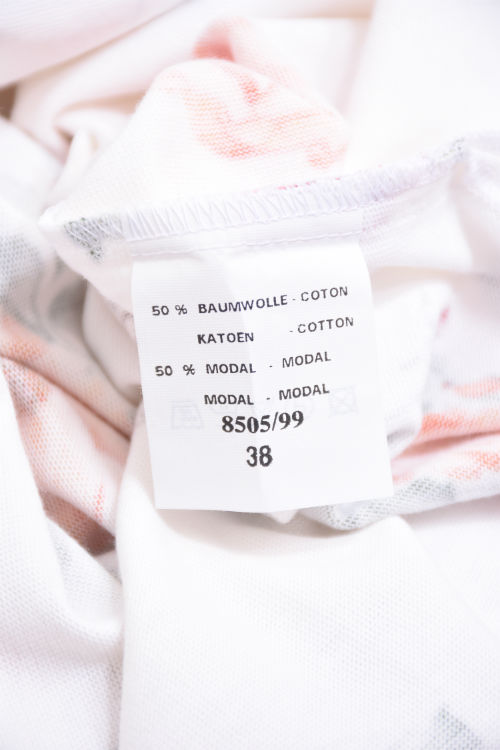 50 % BAUMWOLLE - COTON
KATOEN - COTTON
50 % MODAL - MODAL
MODAL - MODAL
8505/99
38